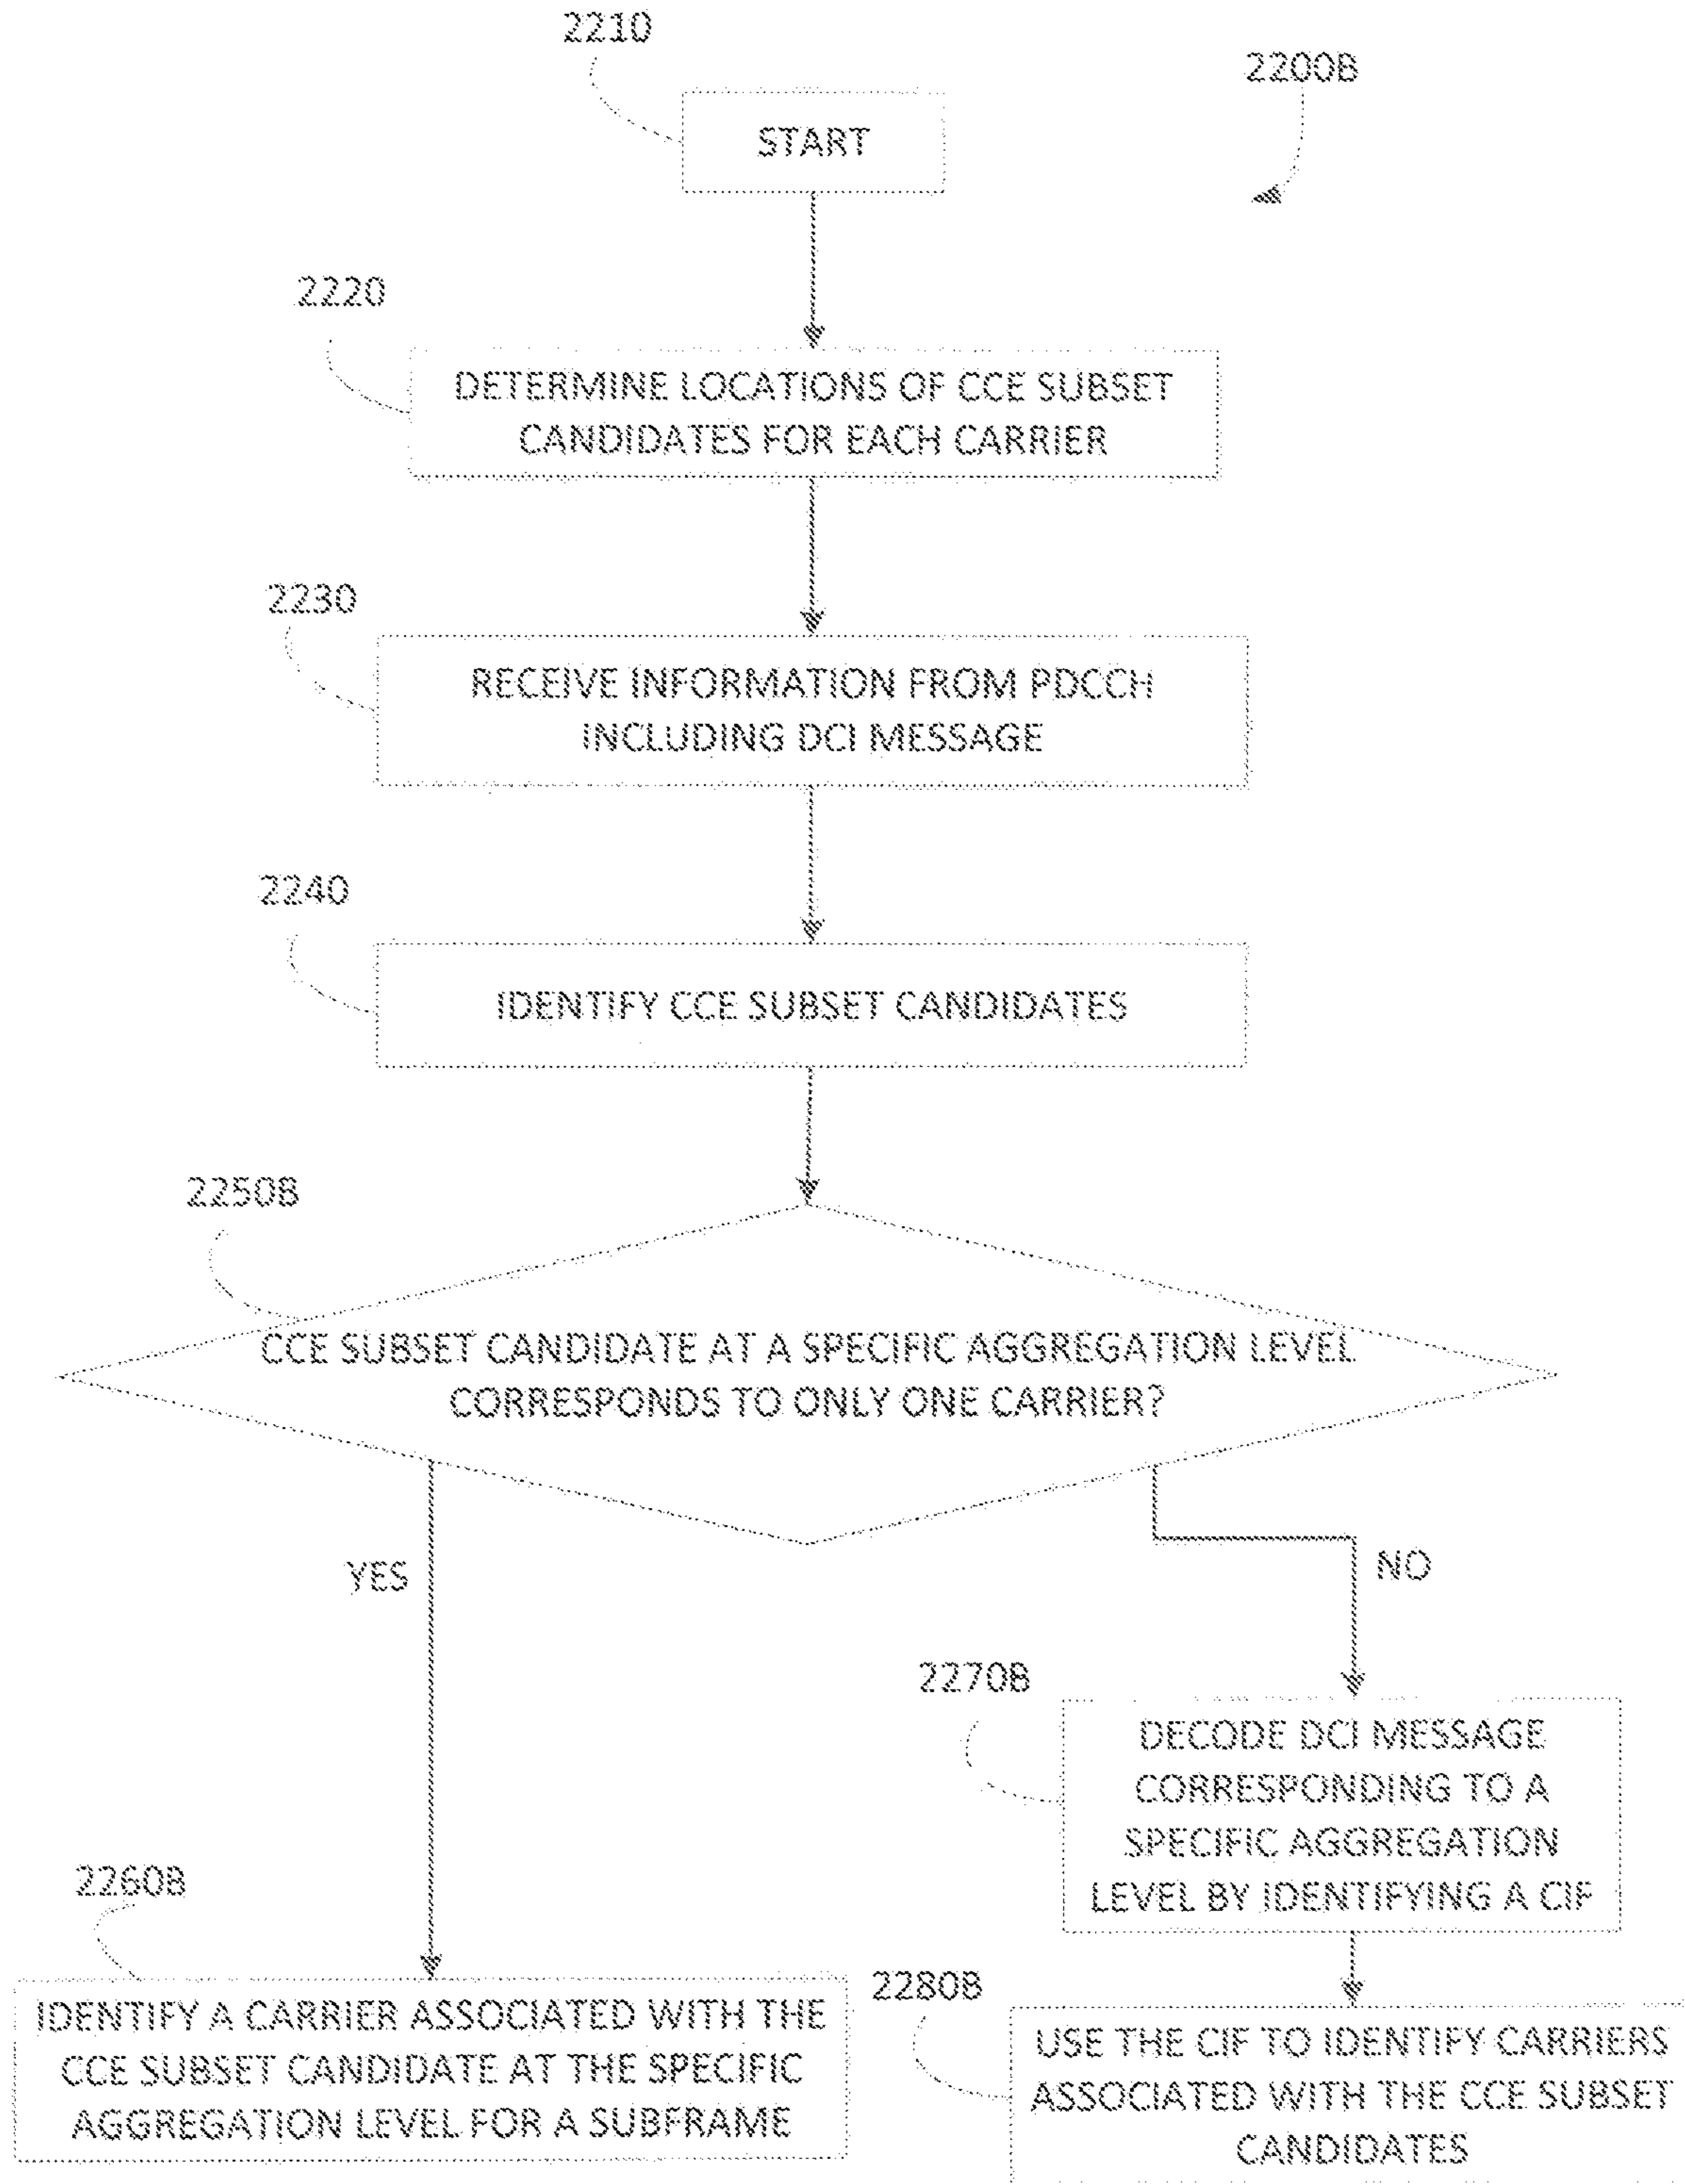 2210
2200B
START
2220
DETERMINE LOCATIONS OF CCE SUBSET
CANDIDATES FOR EACH CARRIER
2230
RECEIVE INFORMATION FROM PDCCH
INCLUDING DCI MESSAGE
2240
IDENTIFY CCE SUBSET CANDIDATES
2250B
CCE SUBSET CANDIDATE AT A SPECIFIC AGGREGATION LEVEL
CORRESPONDS TO ONLY ONE CARRIER?
YES
NO
2270B
DECODE DCI MESSAGE
CORRESPONDING TO A
SPECIFIC AGGREGATION
LEVEL BY IDENTIFYING A CIF
2260B
IDENTIFY A CARRIER ASSOCIATED WITH THE
CCE SUBSET CANDIDATE AT THE SPECIFIC
AGGREGATION LEVEL FOR A SUBFRAME
2280B
USE THE CIF TO IDENTIFY CARRIERS
ASSOCIATED WITH THE CCE SUBSET
CANDIDATES